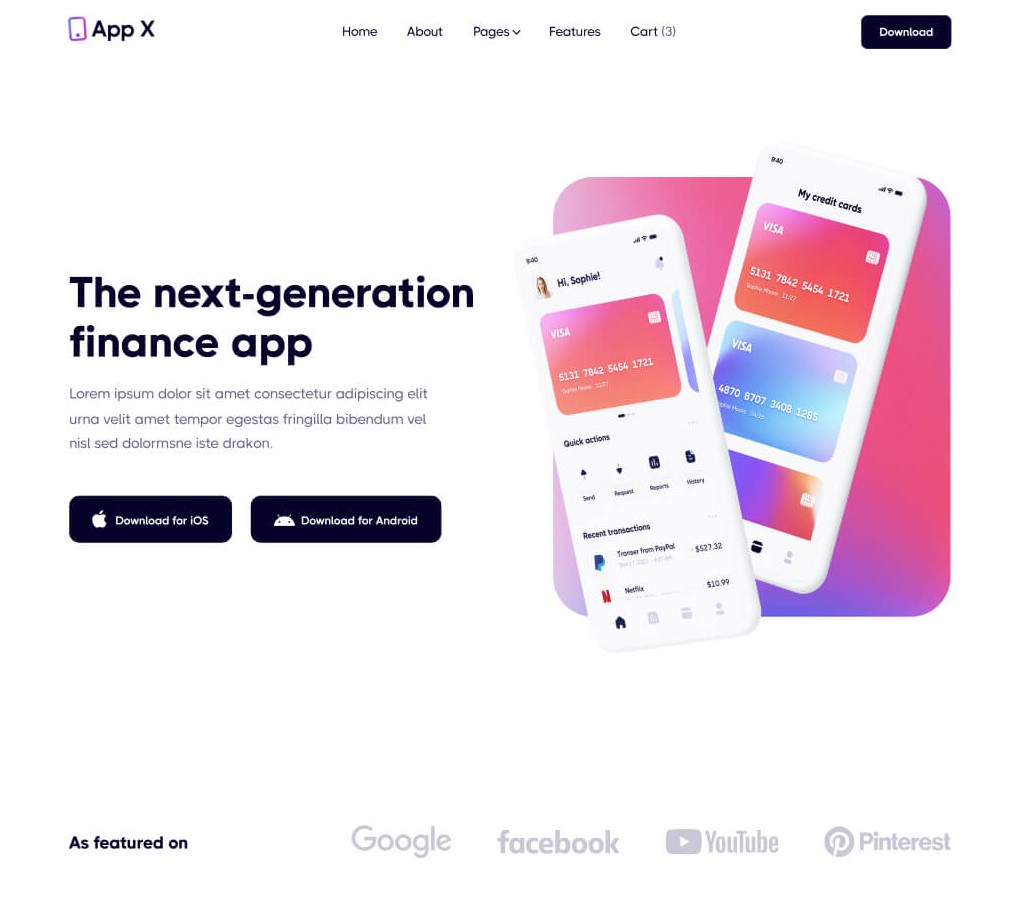 App X
Home
About
Pages
Features
Cart (3)
Download
The next-generation
finance app
Lorem ipsum dolor sit amet consectetur adipiscing elit
urna velit amet tempor egestas fringilla bibendum vel
nisl sed dolormsne iste drakon.
Download for iOS
Download for Android
9:40
Hi, Sophie!
VISA
5131 7842 5454 1721
Sophie Moore 11/27
Quick actions
Send
Request
Reports
History
Recent transactions
Transer from PayPal
- $527.32
Netflix
$10.99
9:40
My credit cards
VISA
5131 7842 5454 1721
Sophie Moore 11/27
VISA
4870 8707 3408 1285
As featured on
Google
facebook
YouTube
Pinterest